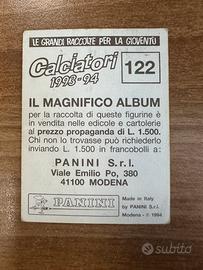 LE GRANDI RACCOLTE PER LA GIOVENTÙ
Calciatori
1993-94
122
IL MAGNIFICO ALBUM
per la raccolta di queste figurine è
in vendita nelle edicole e cartolerie
al prezzo propaganda di L. 1.500.
Chi non lo trovasse può richiederlo
inviando L. 1.500 in francobolli a:
PANINI S.r.l.
Viale Emilio Po, 380
41100 MODENA
PANINI
Made in Italy
by PANINI S.r.l.
Modena - © 1994
subito